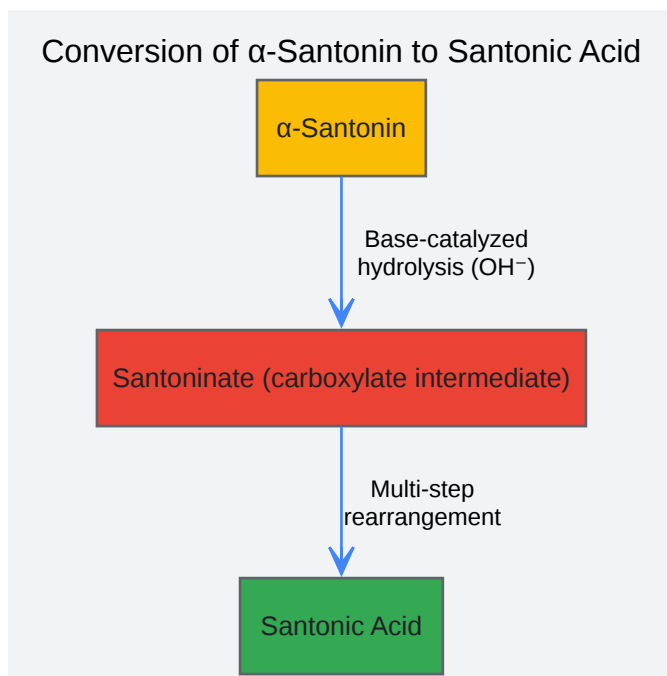 Conversion of α-Santonin to Santonic Acid
α-Santonin
Base-catalyzed
hydrolysis (OH⁻)
Santoninate (carboxylate intermediate)
Multi-step
rearrangement
Santonic Acid